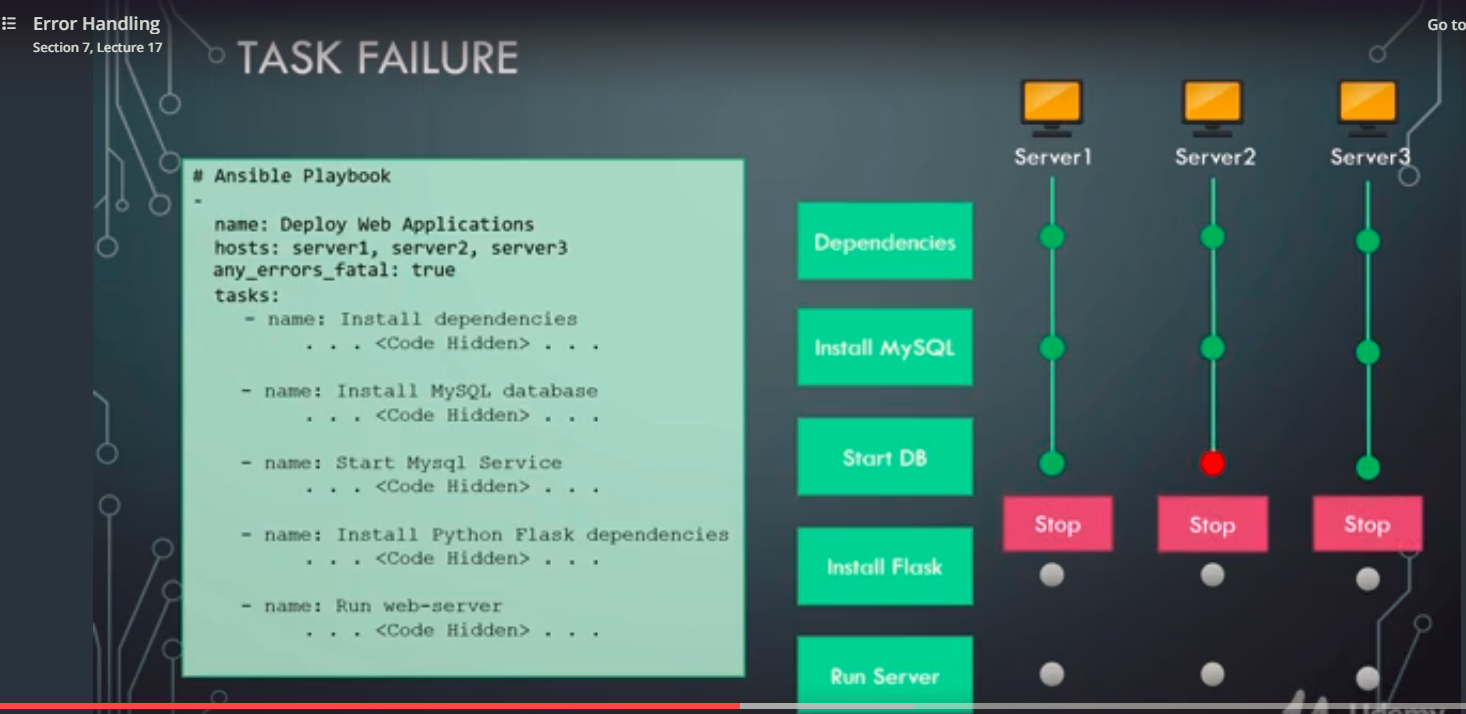 Error Handling
Section 7, Lecture 17
Go to
TASK FAILURE
Server1
Server2
Server3
# Ansible Playbook
-
name: Deploy Web Applications
hosts: server1, server2, server3
any_errors_fatal: true
tasks:
- name: Install dependencies
. . . <Code Hidden> . . .
- name: Install MySQL database
. . . <Code Hidden> . . .
- name: Start Mysql Service
. . . <Code Hidden> . . .
- name: Install Python Flask dependencies
. . . <Code Hidden> . . .
- name: Run web-server
. . . <Code Hidden> . . .
Dependencies
Install MySQL
Start DB
Install Flask
Run Server
Stop
Stop
Stop
Udemy